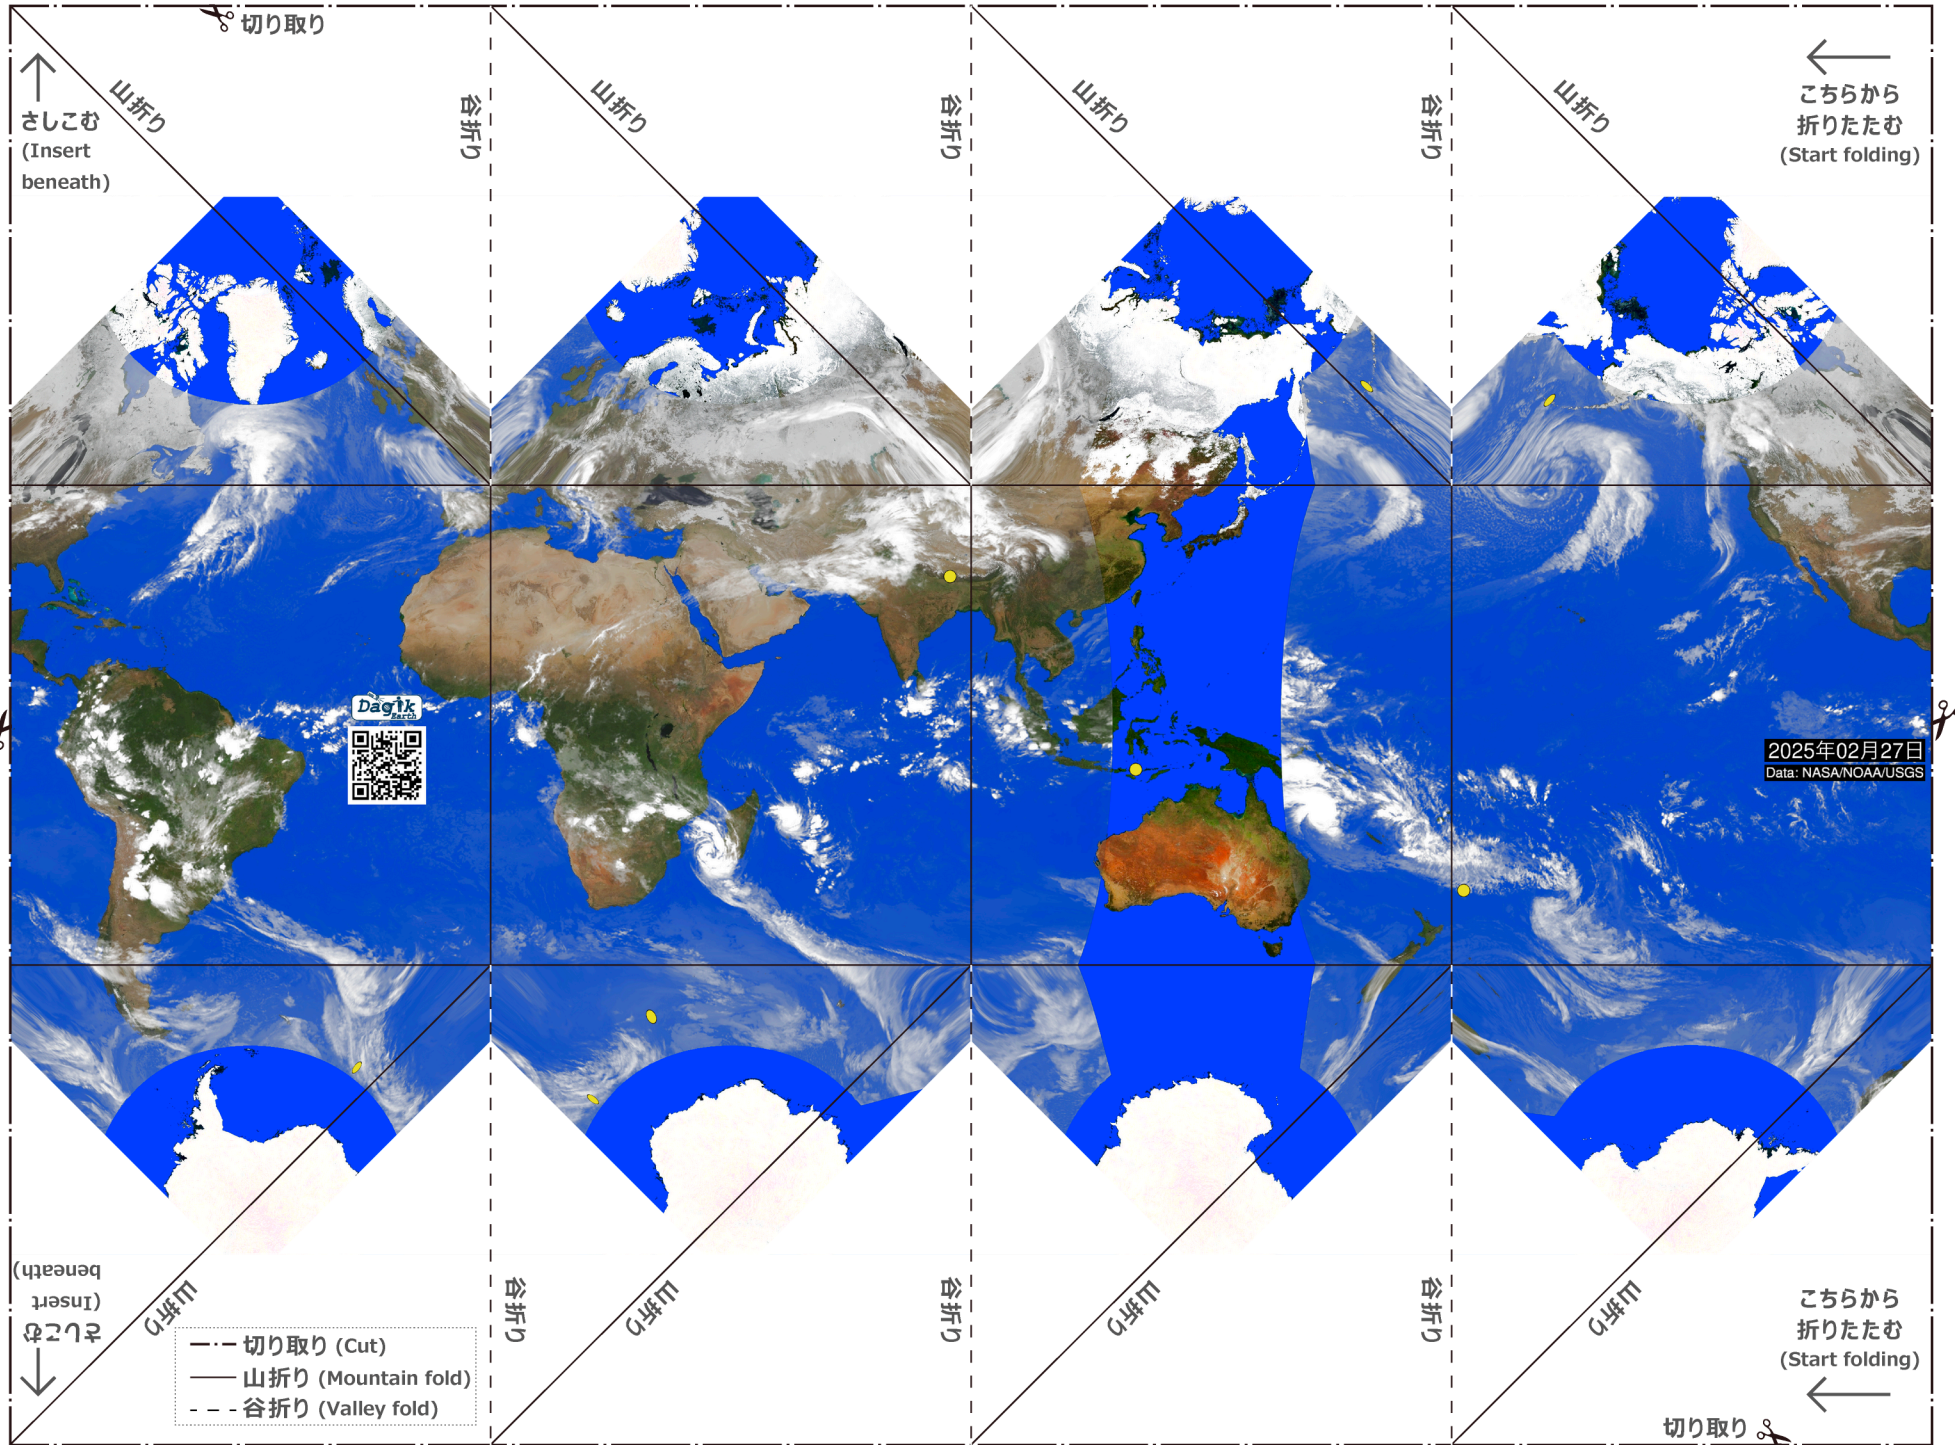 切り取り
さしこむ
(Insert
beneath)
山折り
谷折り
山折り
谷折り
山折り
谷折り
山折り
こちらから
折りたたむ
(Start folding)
Dagik
Earth
2025年02月27日
Data: NASA/NOAA/USGS
さしこむ
(Insert
beneath)
山折り
谷折り
山折り
谷折り
山折り
谷折り
山折り
こちらから
折りたたむ
(Start folding)
切り取り (Cut)
山折り (Mountain fold)
谷折り (Valley fold)
切り取り